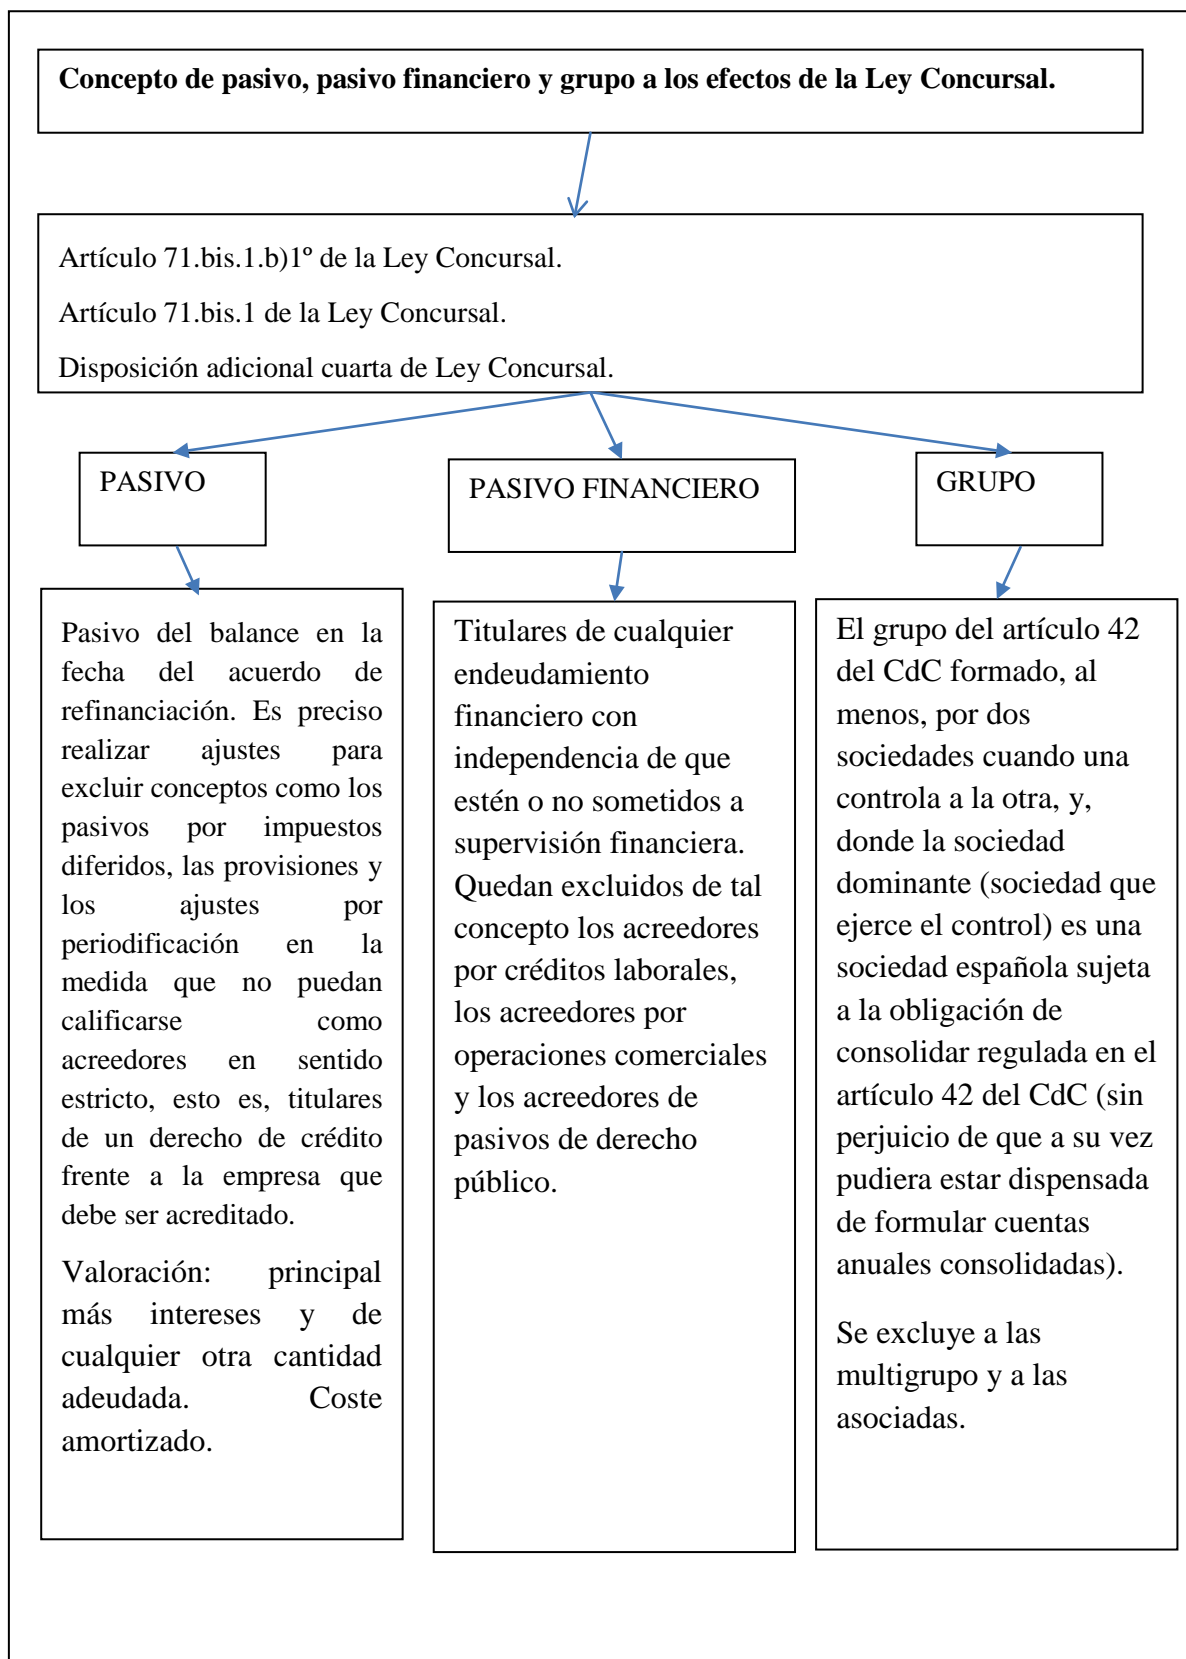 Concepto de pasivo, pasivo financiero y grupo a los efectos de la Ley Concursal.
Artículo 71.bis.1.b)1º de la Ley Concursal.
Artículo 71.bis.1 de la Ley Concursal.
Disposición adicional cuarta de Ley Concursal.
PASIVO
PASIVO FINANCIERO
GRUPO
Pasivo del balance en la
fecha del acuerdo de
refinanciación. Es preciso
realizar ajustes para
excluir conceptos como los
pasivos por impuestos
diferidos, las provisiones y
los ajustes por
periodificación en la
medida que no puedan
calificarse como
acreedores en sentido
estricto, esto es, titulares
de un derecho de crédito
frente a la empresa que
debe ser acreditado.
Valoración: principal
más intereses y de
cualquier otra cantidad
adeudada. Coste
amortizado.
Titulares de cualquier
endeudamiento
financiero con
independencia de que
estén o no sometidos a
supervisión financiera.
Quedan excluidos de tal
concepto los acreedores
por créditos laborales,
los acreedores por
operaciones comerciales
y los acreedores de
pasivos de derecho
público.
El grupo del artículo 42
del CdC formado, al
menos, por dos
sociedades cuando una
controla a la otra, y,
donde la sociedad
dominante (sociedad que
ejerce el control) es una
sociedad española sujeta
a la obligación de
consolidar regulada en el
artículo 42 del CdC (sin
perjuicio de que a su vez
pudiera estar dispensada
de formular cuentas
anuales consolidadas).
Se excluye a las
multigrupo y a las
asociadas.